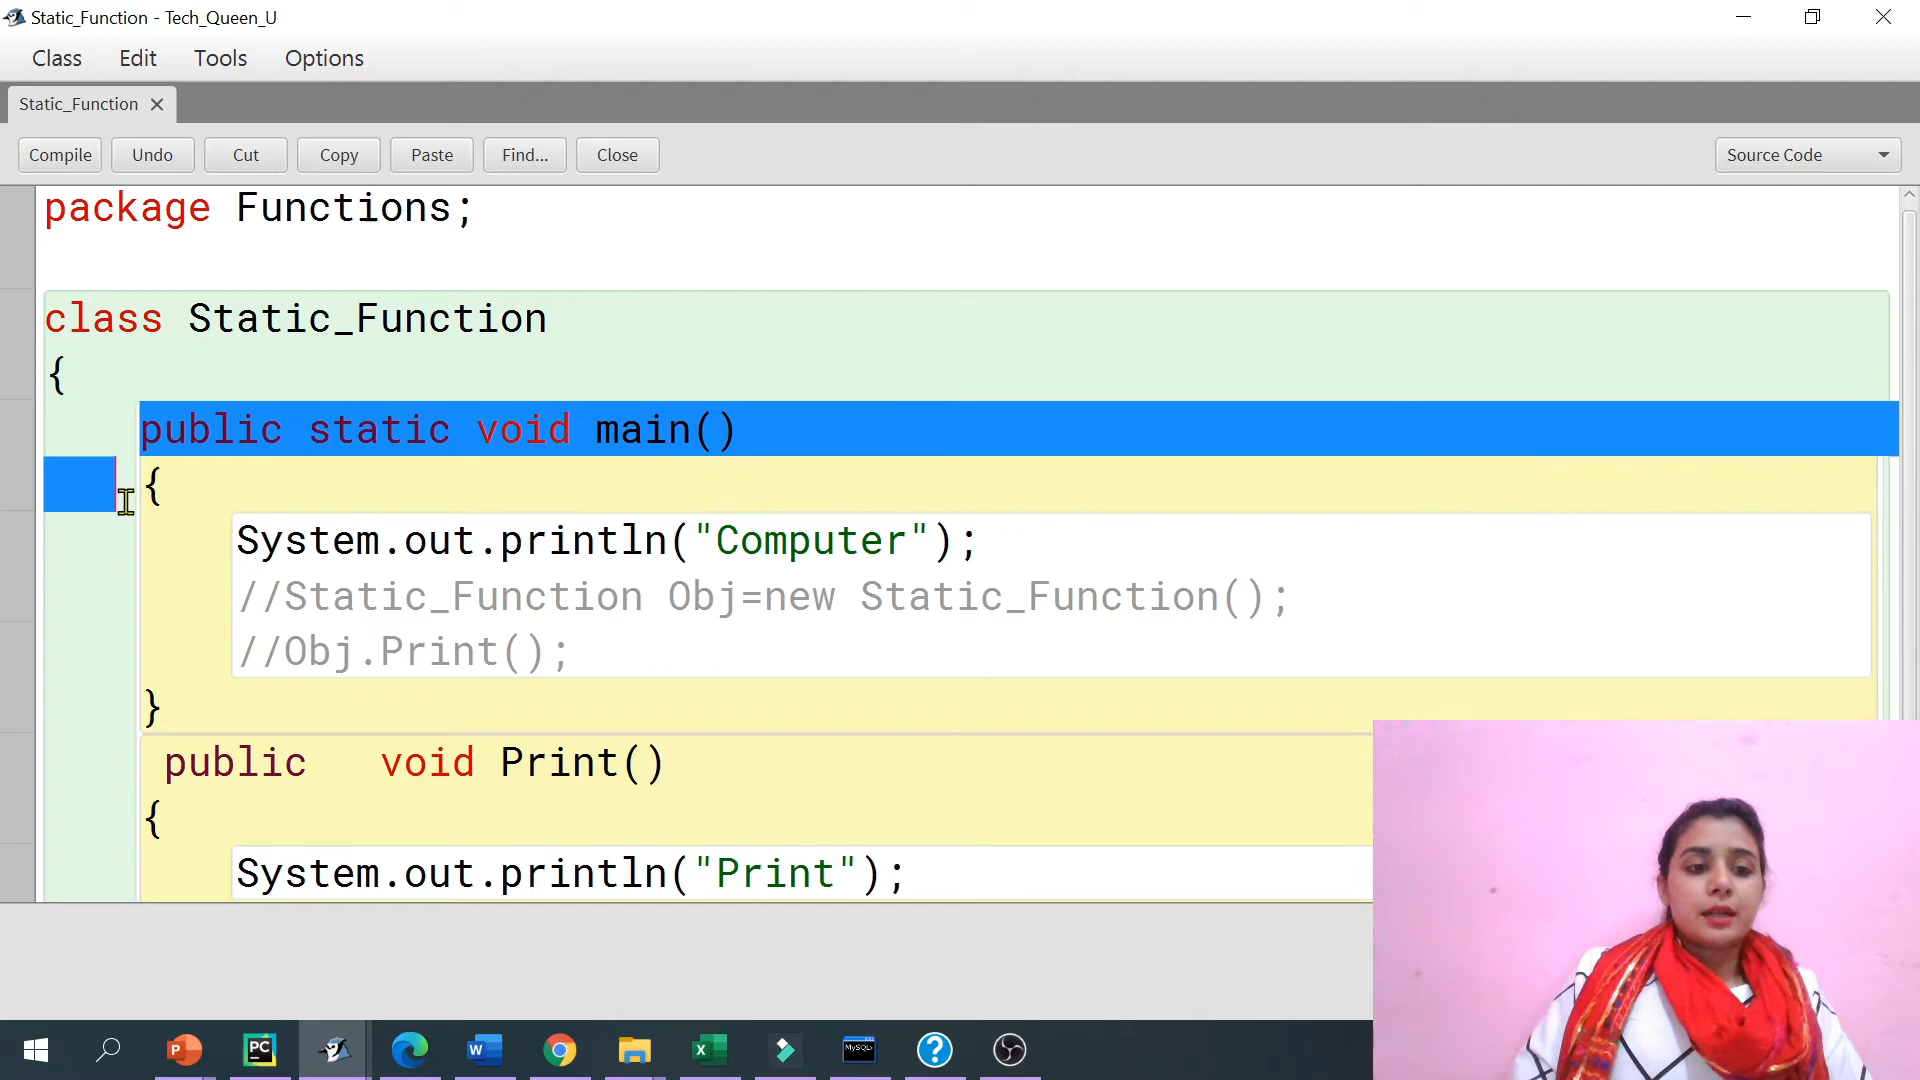 Static_Function - Tech_Queen_U
Class Edit Tools Options
Static_Function
Compile Undo Cut Copy Paste Find... Close Source Code
package Functions;
class Static_Function
{
public static void main()
{
System.out.println("Computer");
//Static_Function Obj=new Static_Function();
//Obj.Print();
}
public void Print()
{
System.out.println("Print");
P PC W X MySQL> ?